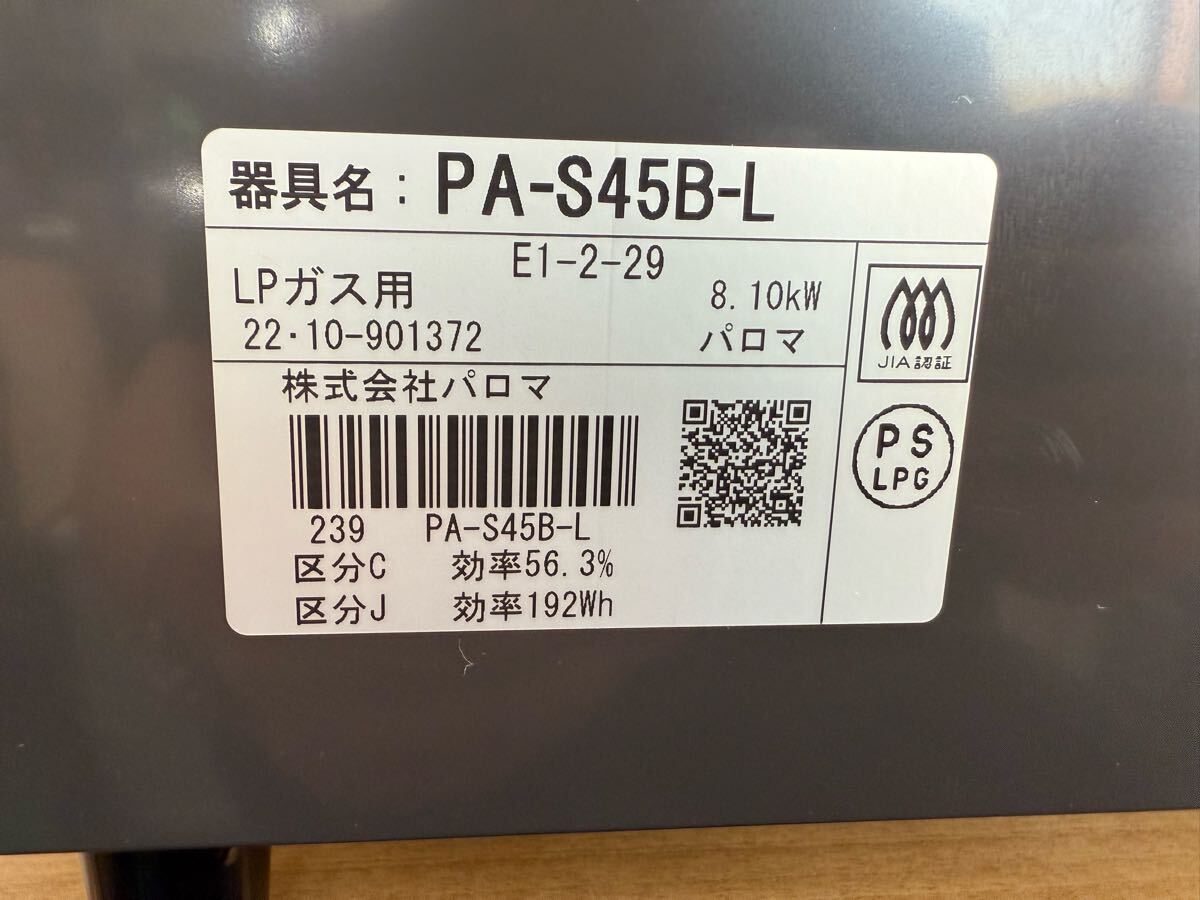 器具名：PA-S45B-L
E1-2-29
LPガス用 8.10kW
22·10-901372 パロマ
JIA認証
株式会社パロマ
PS
LPG
239 PA-S45B-L
区分C 効率56.3%
区分J 効率192Wh